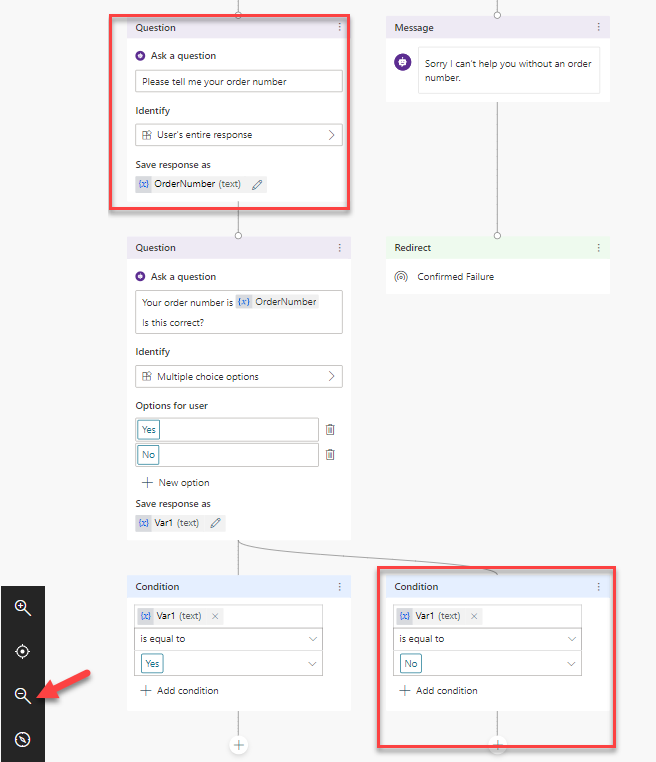 Question
Ask a question
Please tell me your order number
Identify
User's entire response
Save response as
{x} OrderNumber (text)
Message
Sorry I can't help you without an order
number.
Question
Ask a question
Your order number is {x} OrderNumber
Is this correct?
Identify
Multiple choice options
Options for user
Yes
No
New option
Save response as
{x} Var1 (text)
Redirect
Confirmed Failure
Condition
{x} Var1 (text)
is equal to
Yes
Add condition
Condition
{x} Var1 (text)
is equal to
No
Add condition